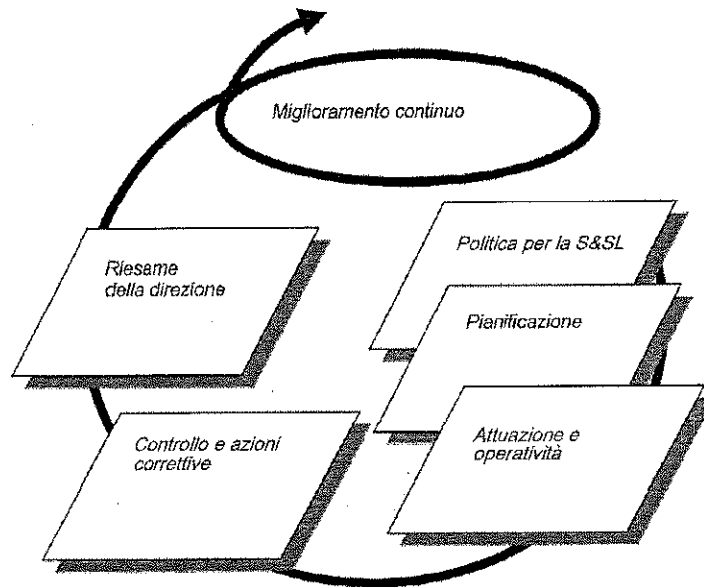 Miglioramento continuo
Politica per la S&SL
Pianificazione
Attuazione e
operatività
Controllo e azioni
correttive
Riesame
della direzione